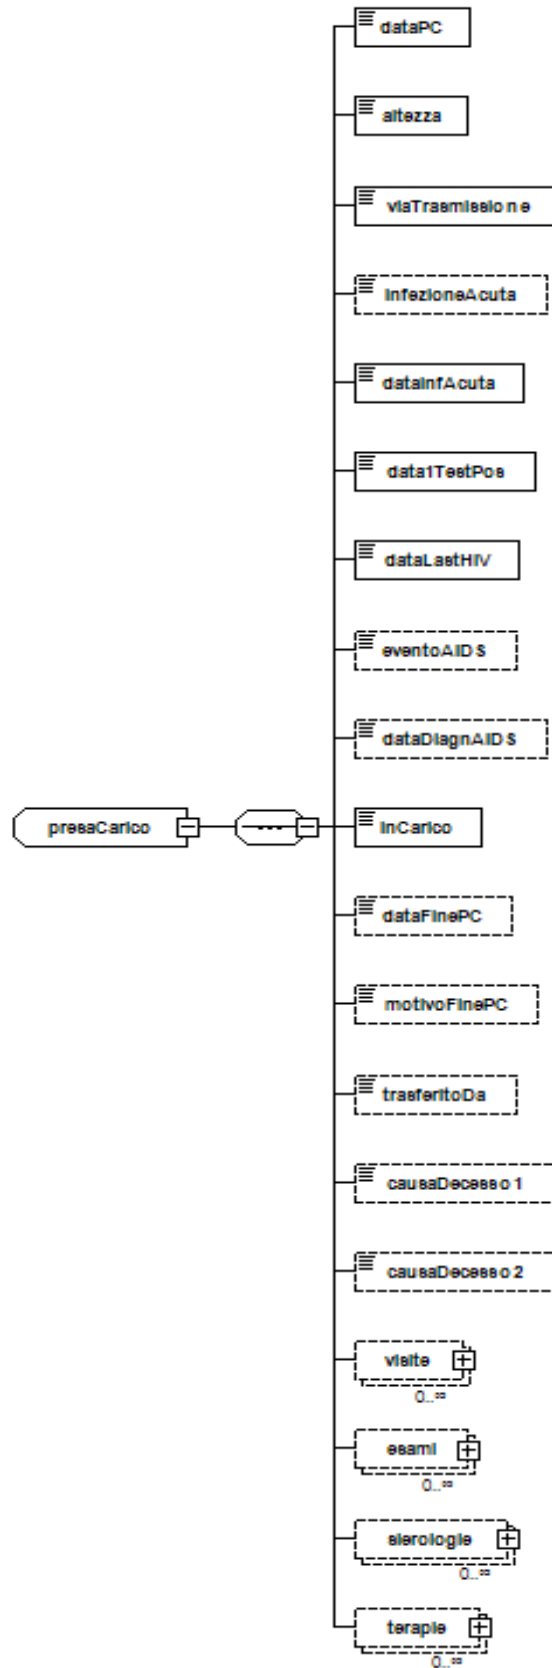 dataPC
altezza
viaTrasmissione
infezioneAcuta
dataInfAcuta
data1TestPos
dataLastHIV
eventoAIDS
dataDiagnAIDS
presaCarico
inCarico
dataFinePC
motivoFinePC
trasferitoDa
causaDecesso1
causaDecesso2
visite
0..∞
esami
0..∞
sierologie
0..∞
terapie
0..∞